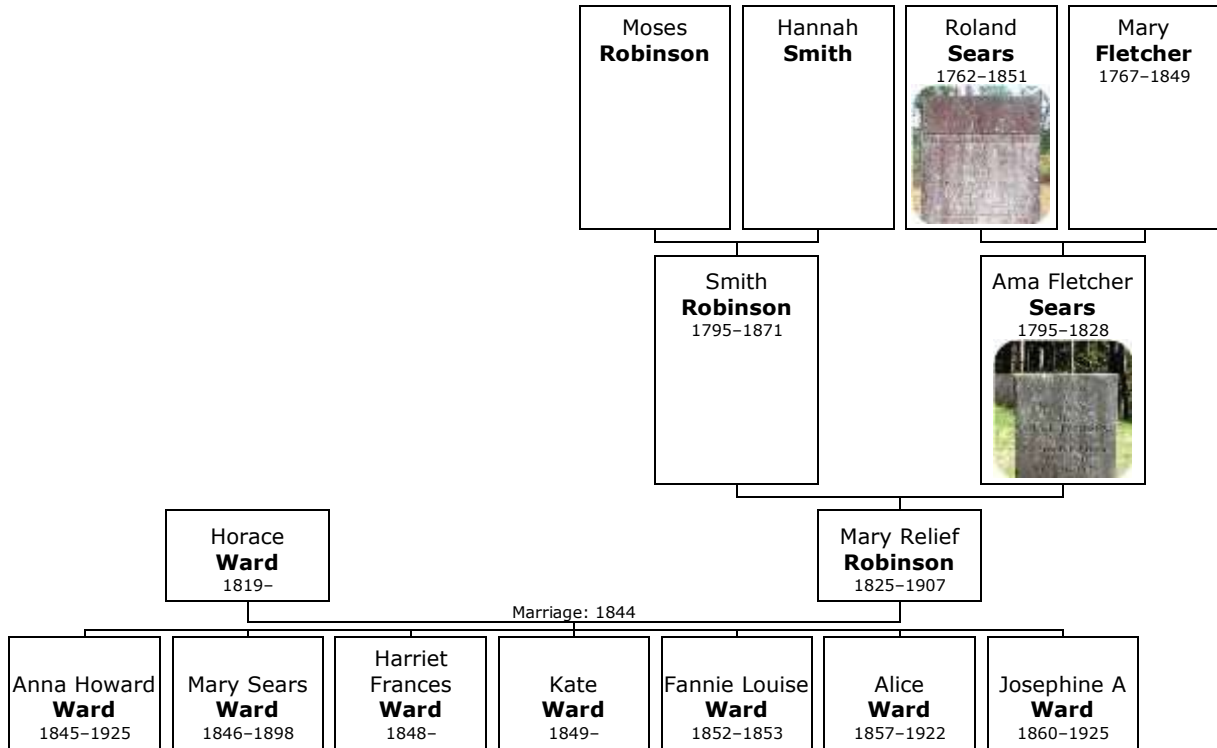 Moses
Robinson
Hannah
Smith
Roland
Sears
1762–1851
Mary
Fletcher
1767–1849
Smith
Robinson
1795–1871
Ama Fletcher
Sears
1795–1828
Horace
Ward
1819–
Mary Relief
Robinson
1825–1907
Marriage: 1844
Anna Howard
Ward
1845–1925
Mary Sears
Ward
1846–1898
Harriet
Frances
Ward
1848–
Kate
Ward
1849–
Fannie Louise
Ward
1852–1853
Alice
Ward
1857–1922
Josephine A
Ward
1860–1925